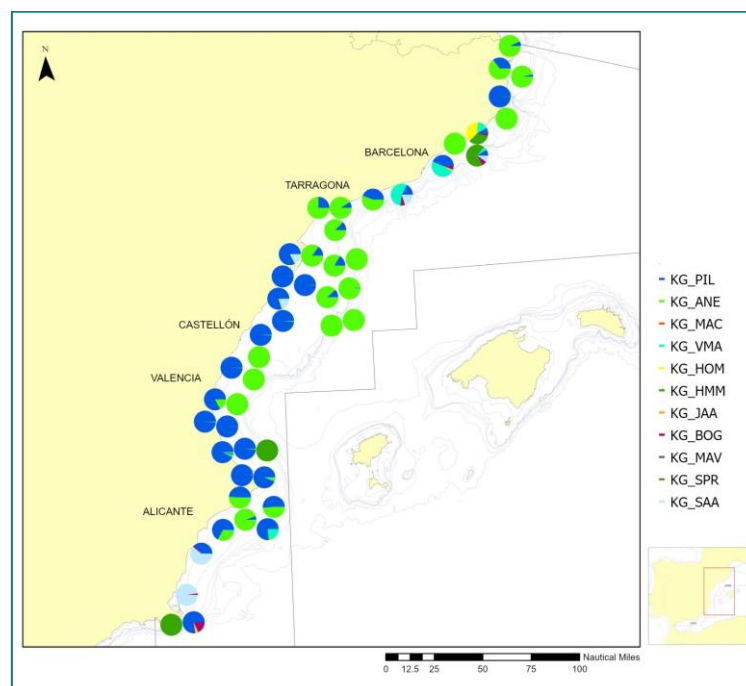 N
BARCELONA
TARRAGONA
CASTELLÓN
VALENCIA
ALICANTE
KG_PIL
KG_ANE
KG_MAC
KG_VMA
KG_HOM
KG_HMM
KG_JAA
KG_BOG
KG_MAV
KG_SPR
KG_SAA
Nautical Miles
0 12.5 25 50 75 100